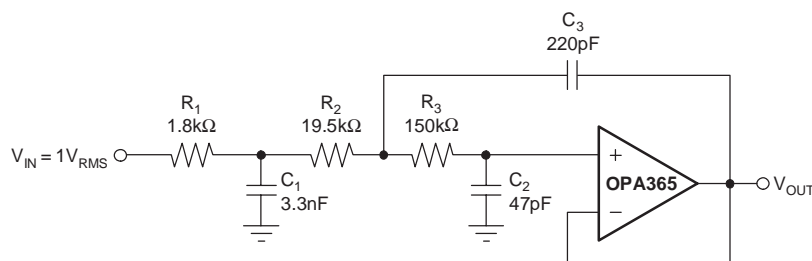 C3
220pF
R1
1.8kΩ
R2
19.5kΩ
R3
150kΩ
VIN = 1VRMS
C1
3.3nF
C2
47pF
+
OPA365
−
VOUT